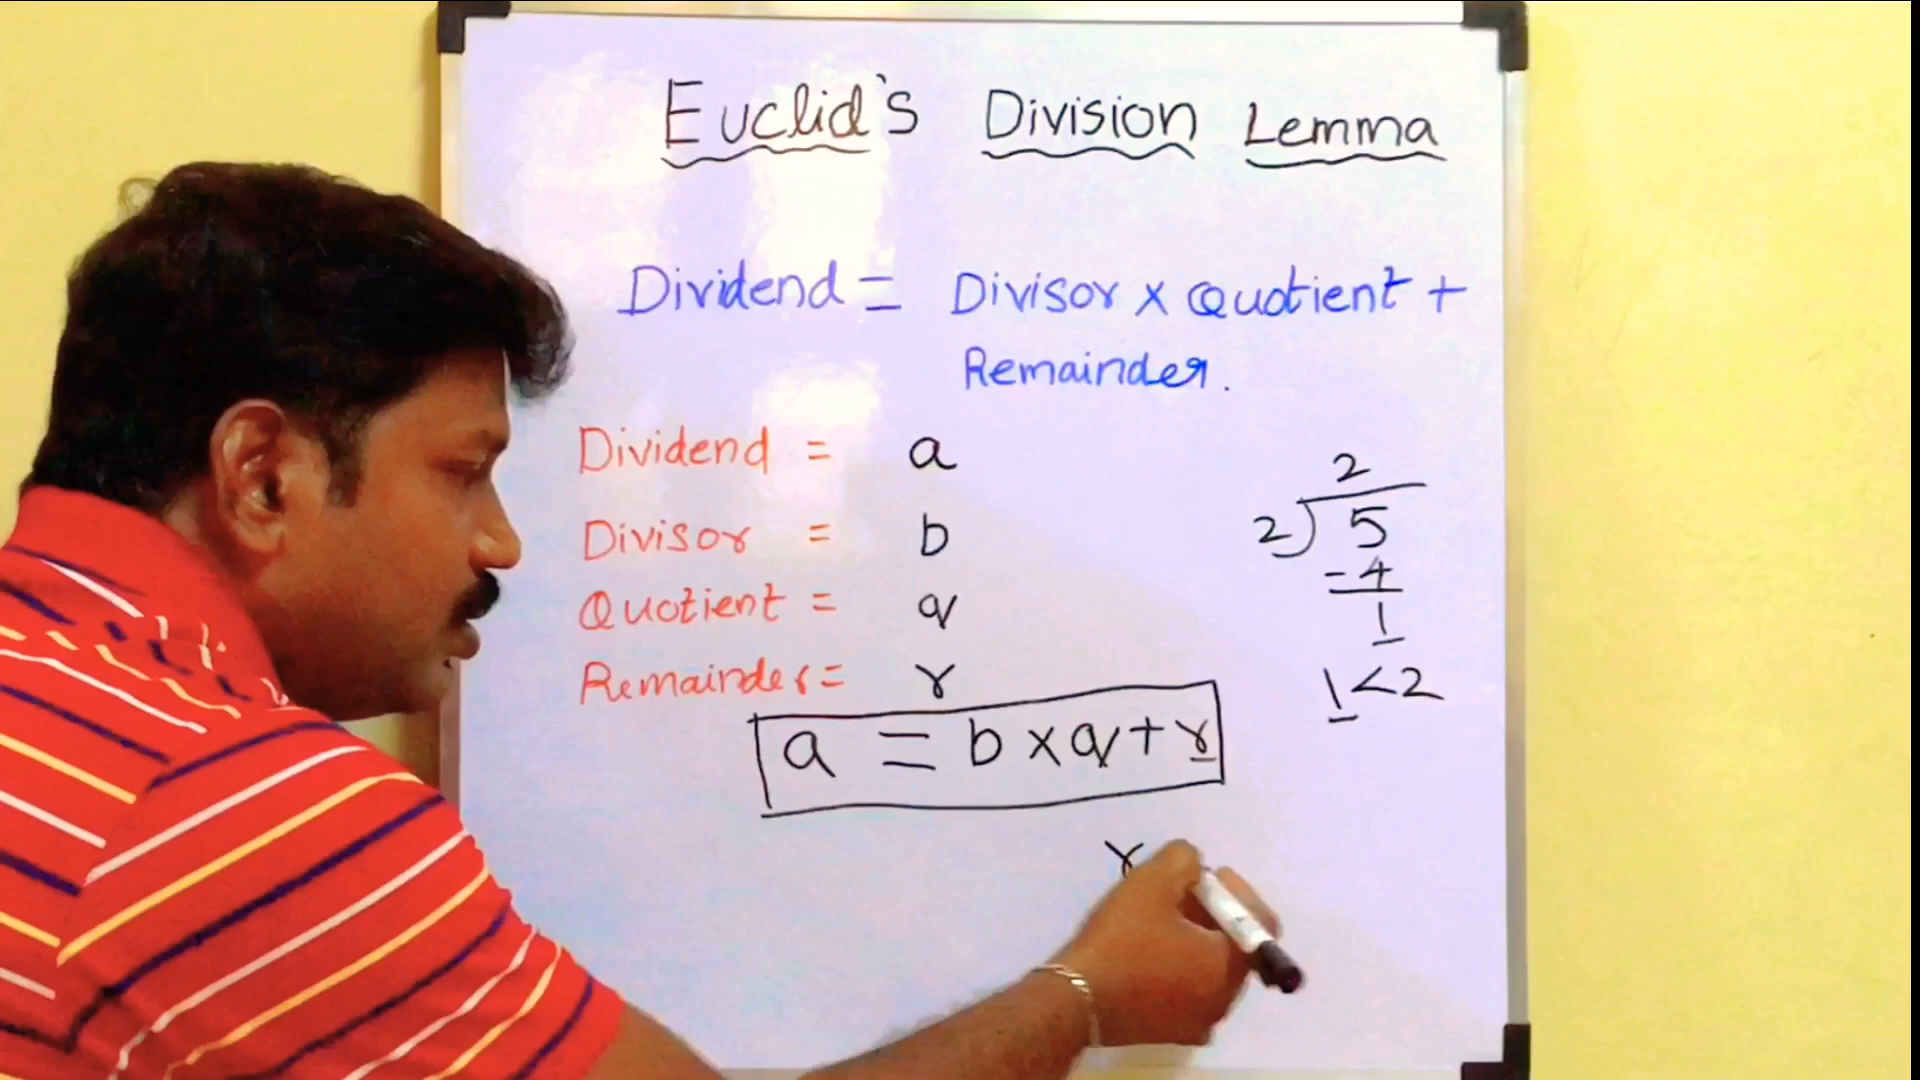 Euclid's Division Lemma
Dividend = Divisor x Quotient +
Remainder.
Dividend = a
Divisor = b
Quotient = q
Remainder = r
a = b x q + r
r
2
2) 5
- 4
1
1 < 2